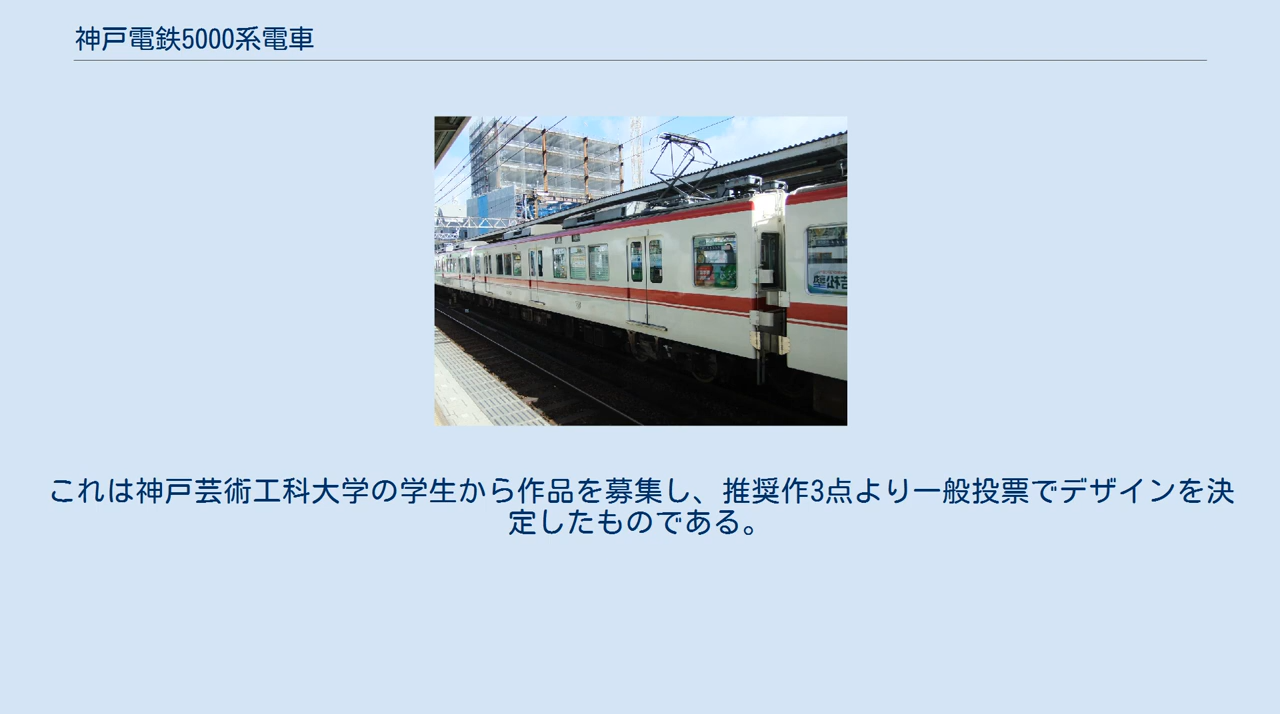 神戸電鉄5000系電車
これは神戸芸術工科大学の学生から作品を募集し、推奨作3点より一般投票でデザインを決
定したものである。